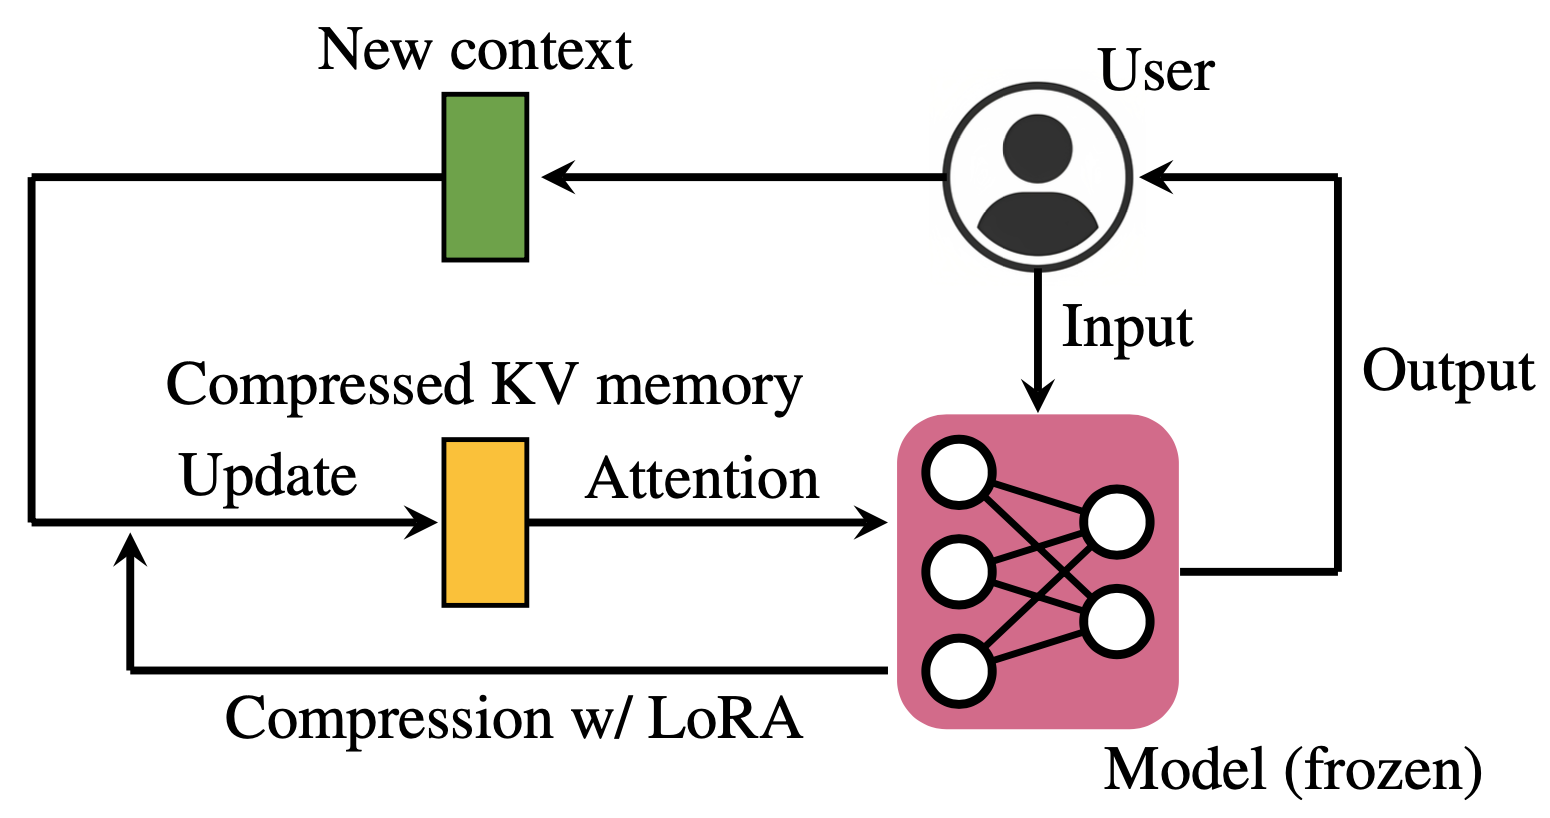 New context
User
Input
Output
Compressed KV memory
Update
Attention
Compression w/ LoRA
Model (frozen)